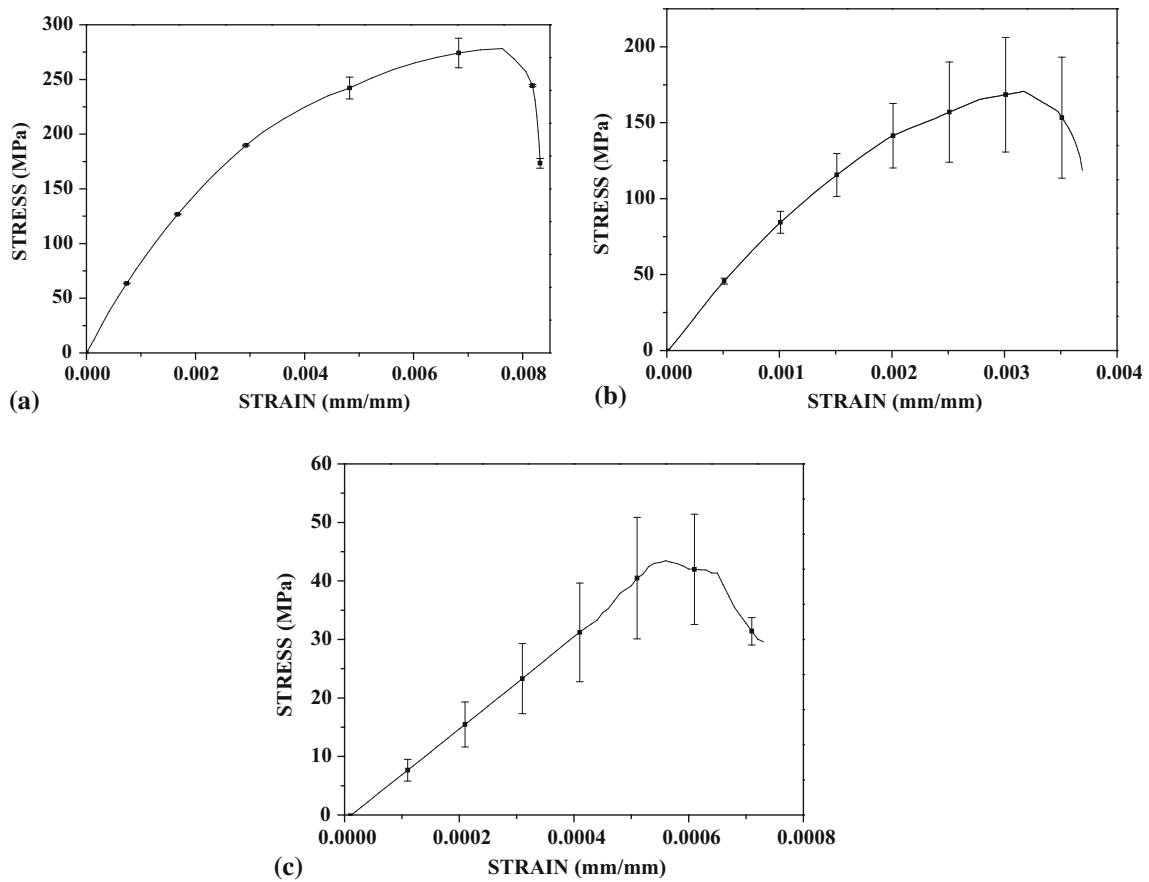 300
250
200
150
100
50
0
STRESS (MPa)
0.000 0.002 0.004 0.006 0.008
STRAIN (mm/mm)
(a)
200
150
100
50
0
STRESS (MPa)
0.000 0.001 0.002 0.003 0.004
STRAIN (mm/mm)
(b)
60
50
40
30
20
10
0
STRESS (MPa)
0.0000 0.0002 0.0004 0.0006 0.0008
STRAIN (mm/mm)
(c)